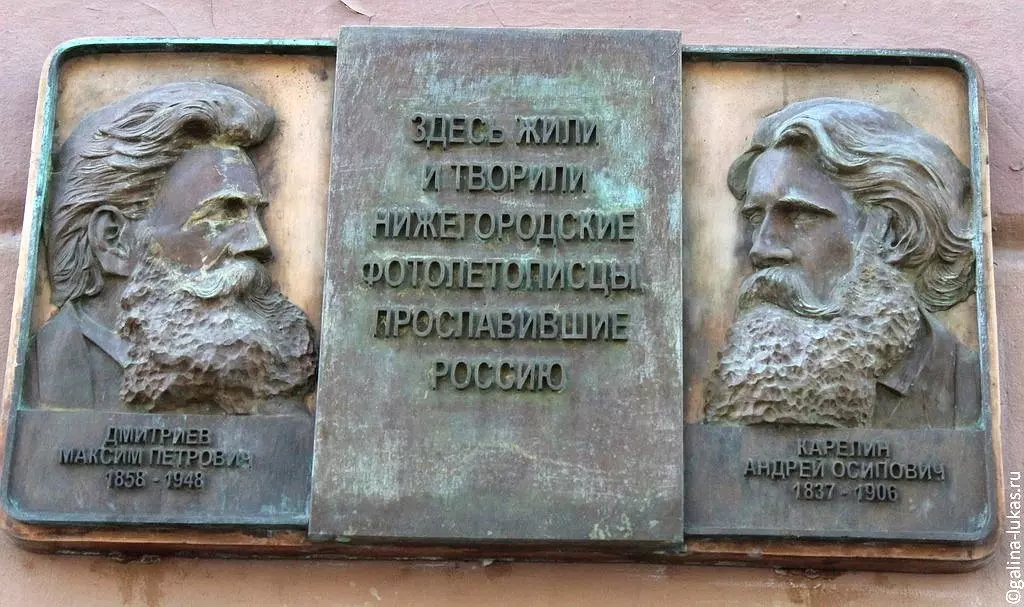 ЗДЕСЬ ЖИЛИ
И ТВОРИЛИ
НИЖЕГОРОДСКИЕ
ФОТОЛЕТОПИСЦЫ
ПРОСЛАВИВШИЕ
РОССИЮ
ДМИТРИЕВ
МАКСИМ ПЕТРОВИЧ
1858 - 1948
КАРЕЛИН
АНДРЕЙ ОСИПОВИЧ
1837 - 1906
©galina-lukas.ru